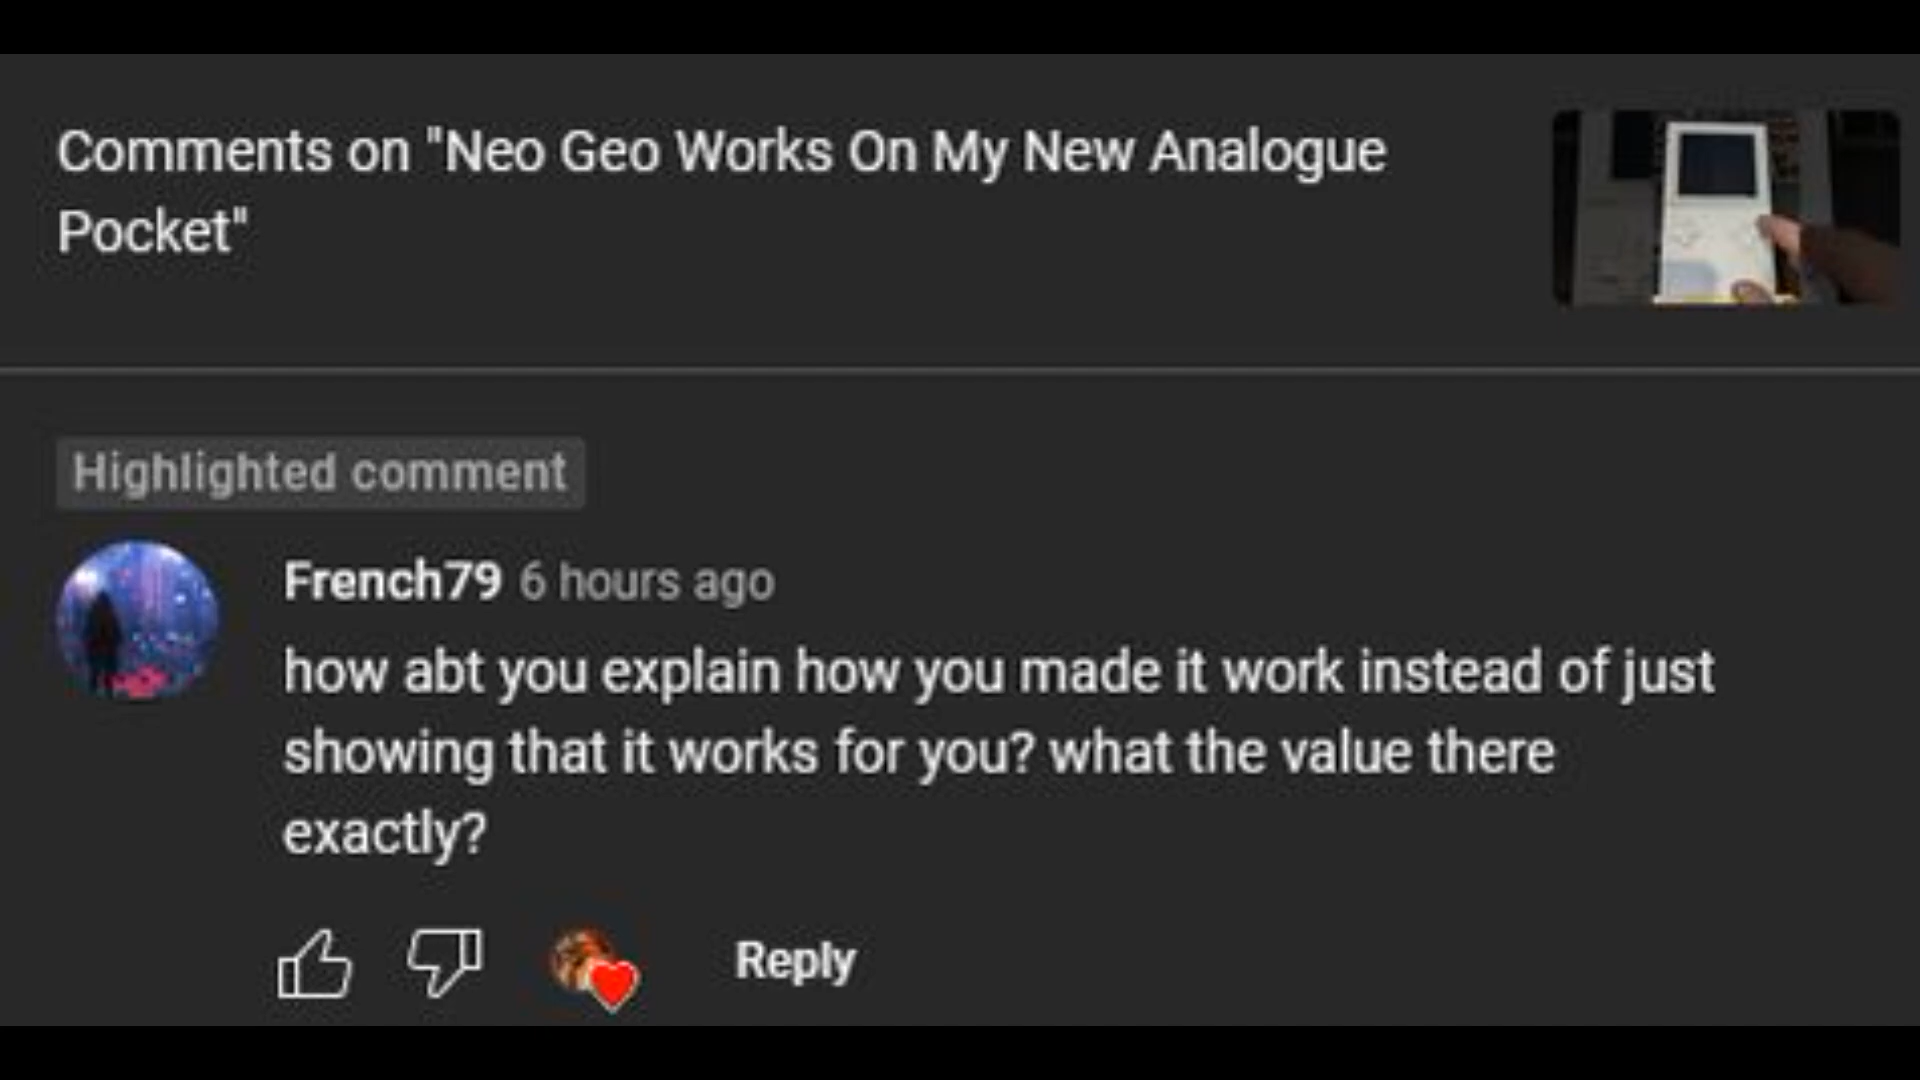 Comments on "Neo Geo Works On My New Analogue
Pocket"
Highlighted comment
French79 6 hours ago
how abt you explain how you made it work instead of just
showing that it works for you? what the value there
exactly?
Reply